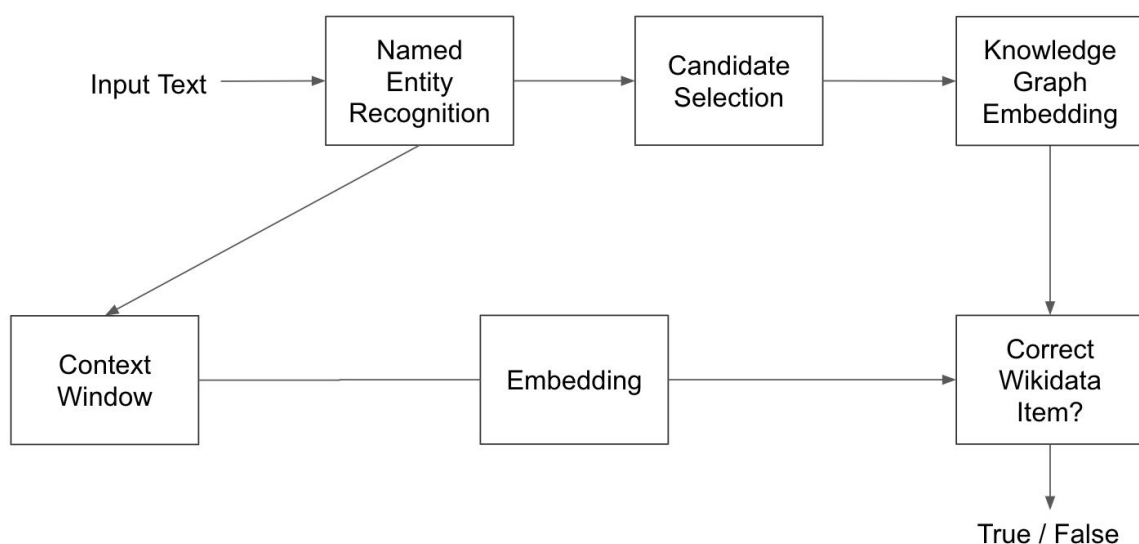 Input Text
Named
Entity
Recognition
Candidate
Selection
Knowledge
Graph
Embedding
Context
Window
Embedding
Correct
Wikidata
Item?
True / False